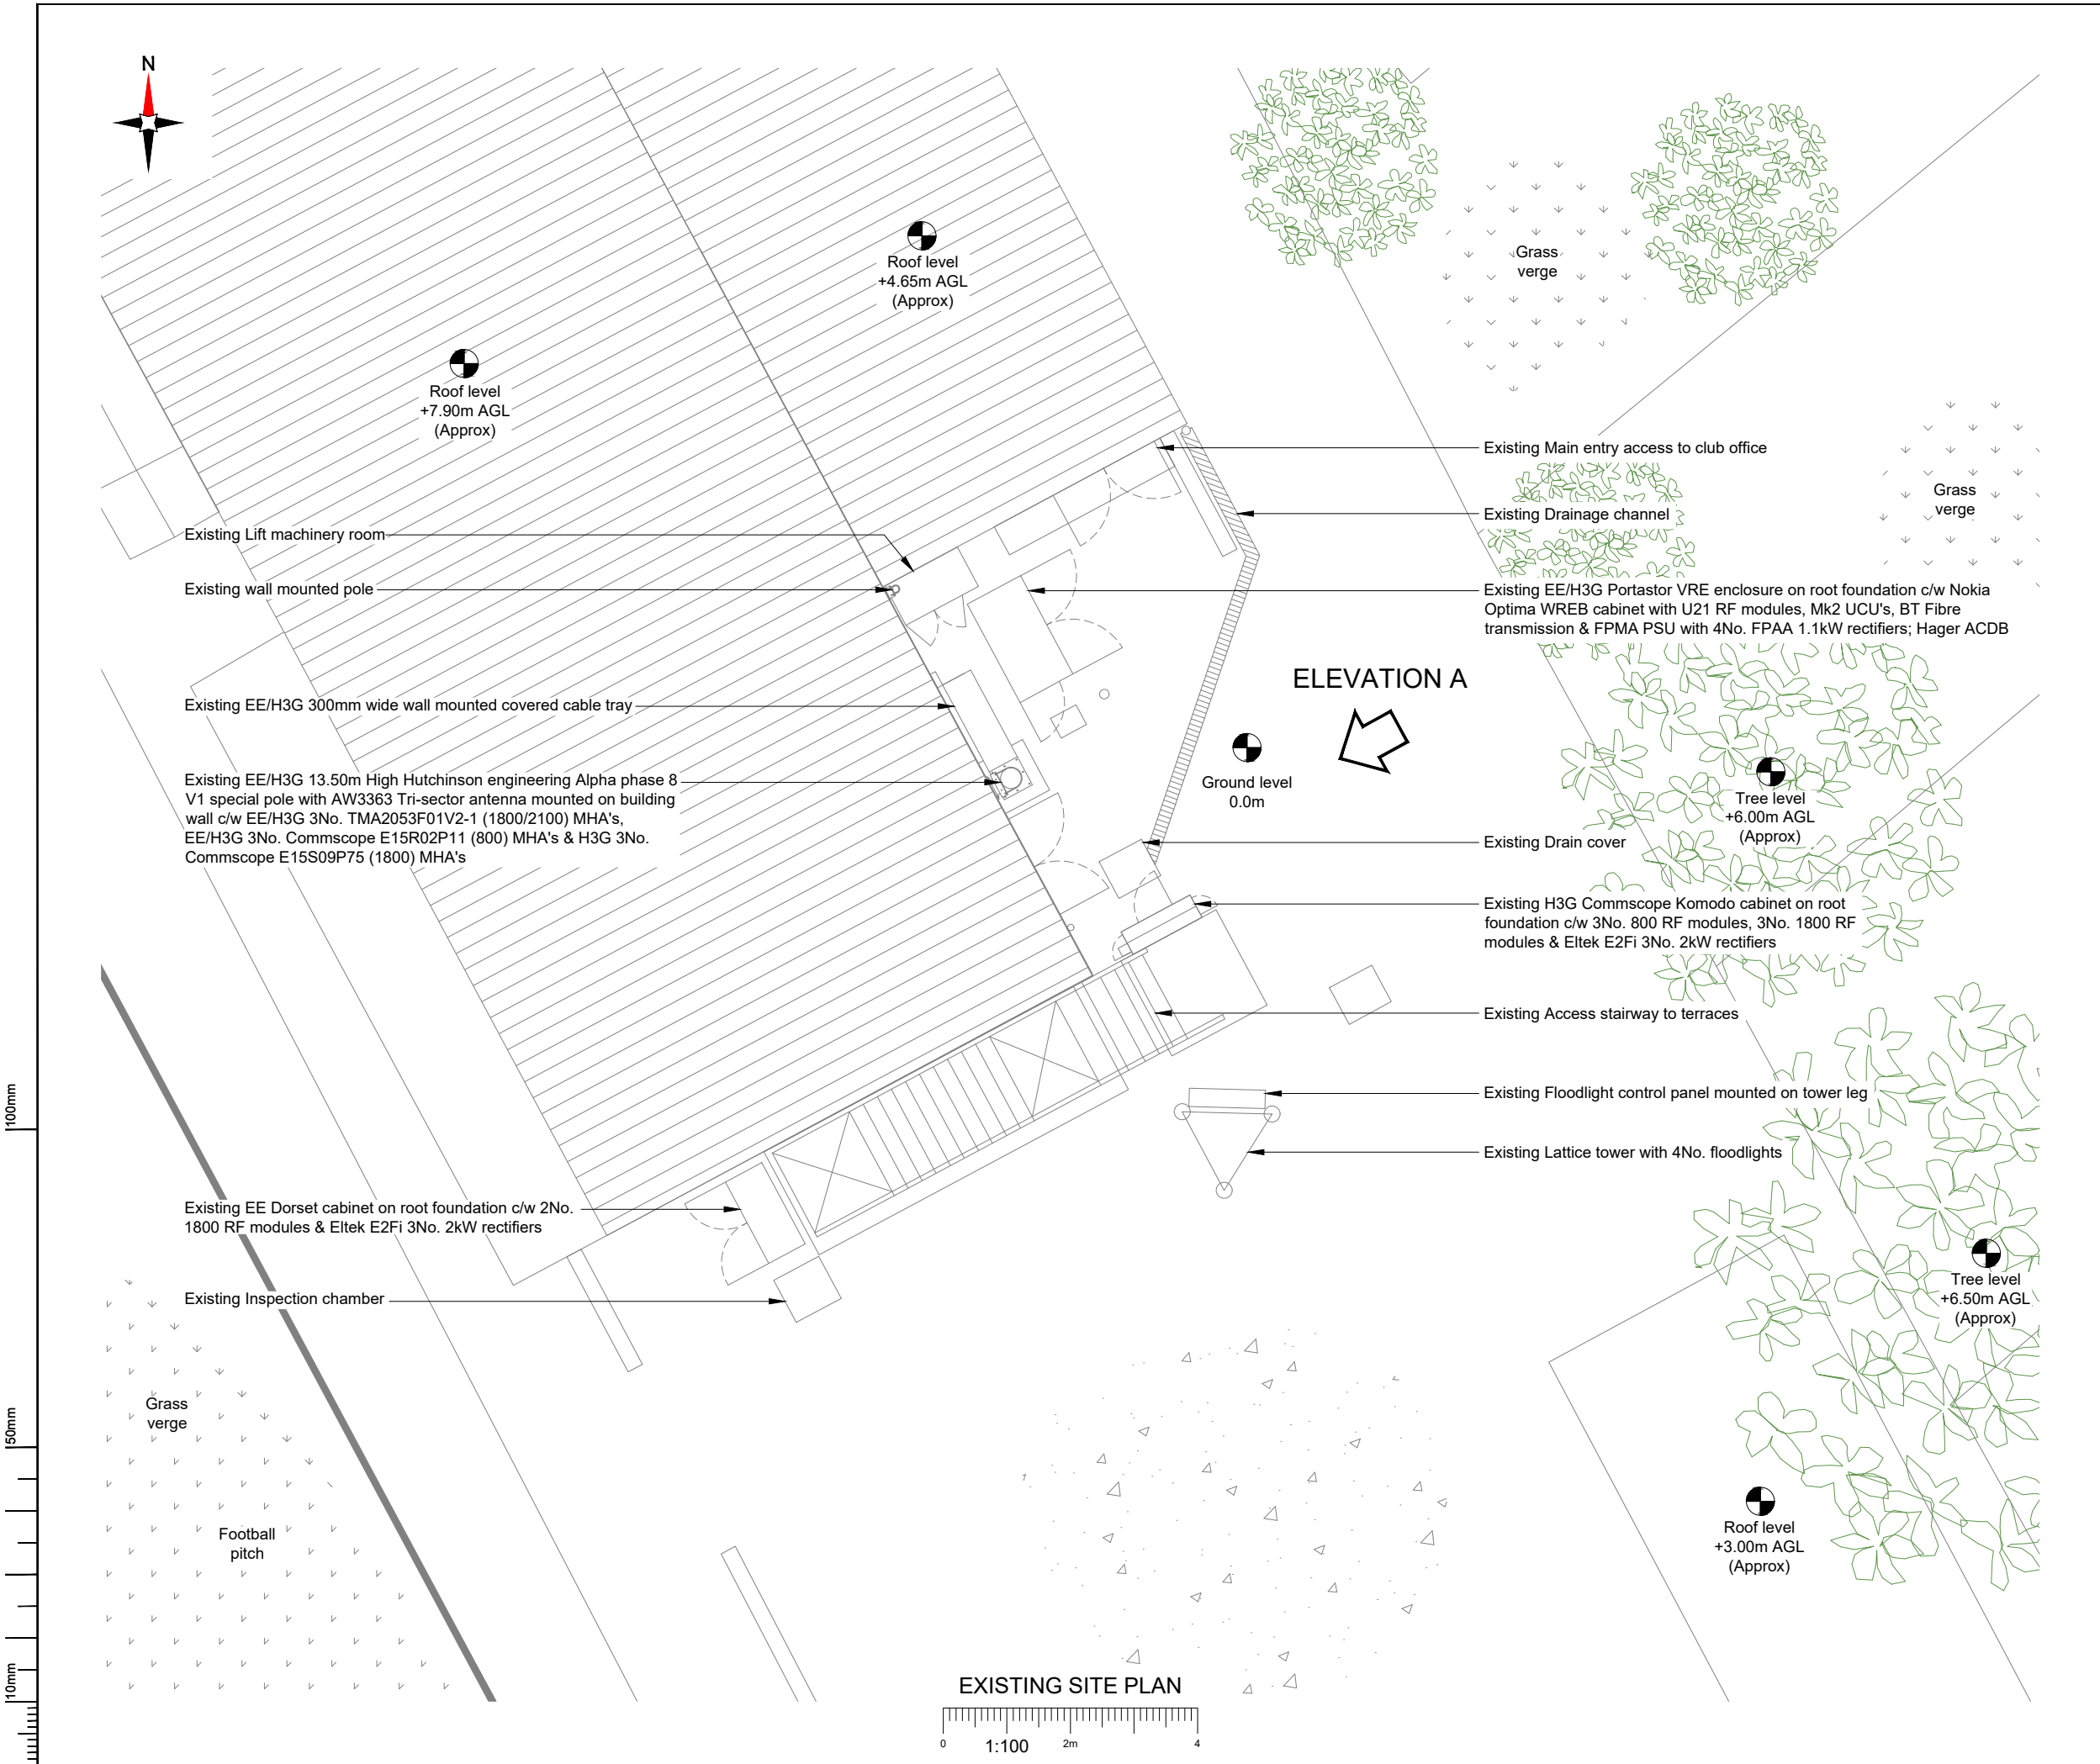 N
Roof level
+4.65m AGL
(Approx)
Grass
verge
Roof level
+7.90m AGL
(Approx)
Existing Main entry access to club office
Grass
verge
Existing Drainage channel
Existing Lift machinery room
Existing wall mounted pole
Existing EE/H3G Portastor VRE enclosure on root foundation c/w Nokia
Optima WREB cabinet with U21 RF modules, Mk2 UCU's, BT Fibre
transmission & FPMA PSU with 4No. FPAA 1.1kW rectifiers; Hager ACDB
ELEVATION A
Existing EE/H3G 300mm wide wall mounted covered cable tray
Existing EE/H3G 13.50m High Hutchinson engineering Alpha phase 8
V1 special pole with AW3363 Tri-sector antenna mounted on building
wall c/w EE/H3G 3No. TMA2053F01V2-1 (1800/2100) MHA's,
EE/H3G 3No. Commscope E15R02P11 (800) MHA's & H3G 3No.
Commscope E15S09P75 (1800) MHA's
Ground level
0.0m
Tree level
+6.00m AGL
(Approx)
Existing Drain cover
Existing H3G Commscope Komodo cabinet on root
foundation c/w 3No. 800 RF modules, 3No. 1800 RF
modules & Eltek E2Fi 3No. 2kW rectifiers
Existing Access stairway to terraces
Existing Floodlight control panel mounted on tower leg
Existing Lattice tower with 4No. floodlights
Existing EE Dorset cabinet on root foundation c/w 2No.
1800 RF modules & Eltek E2Fi 3No. 2kW rectifiers
Existing Inspection chamber
Tree level
+6.50m AGL
(Approx)
Grass
verge
Football
pitch
Roof level
+3.00m AGL
(Approx)
100mm
50mm
10mm
EXISTING SITE PLAN
0
1:100
2m
4